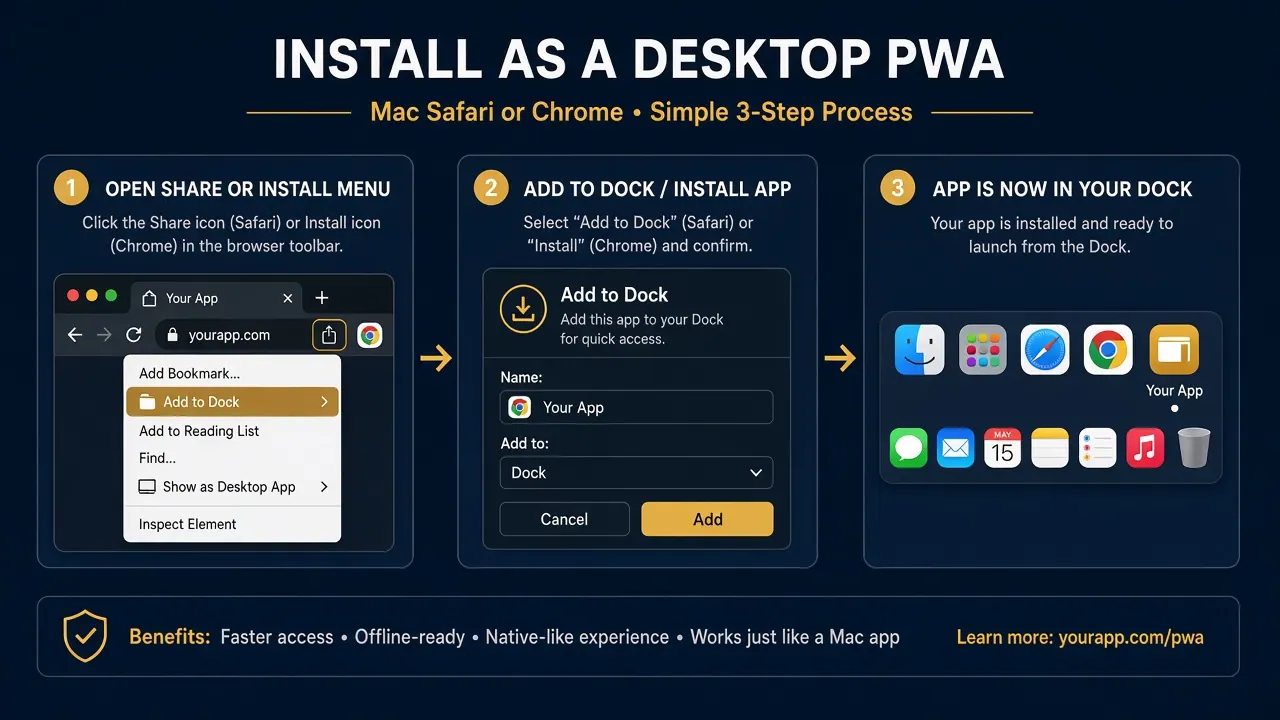 INSTALL AS A DESKTOP PWA
Mac Safari or Chrome • Simple 3-Step Process
1
OPEN SHARE OR INSTALL MENU
Click the Share icon (Safari) or Install icon
(Chrome) in the browser toolbar.
Your App
yourapp.com
Add Bookmark...
Add to Dock
Add to Reading List
Find...
Show as Desktop App
Inspect Element
2
ADD TO DOCK / INSTALL APP
Select “Add to Dock” (Safari) or
“Install” (Chrome) and confirm.
Add to Dock
Add this app to your Dock
for quick access.
Name:
Your App
Add to:
Dock
Cancel
Add
3
APP IS NOW IN YOUR DOCK
Your app is installed and ready to
launch from the Dock.
Your App
MAY
15
Benefits: Faster access • Offline-ready • Native-like experience • Works just like a Mac app
Learn more: yourapp.com/pwa